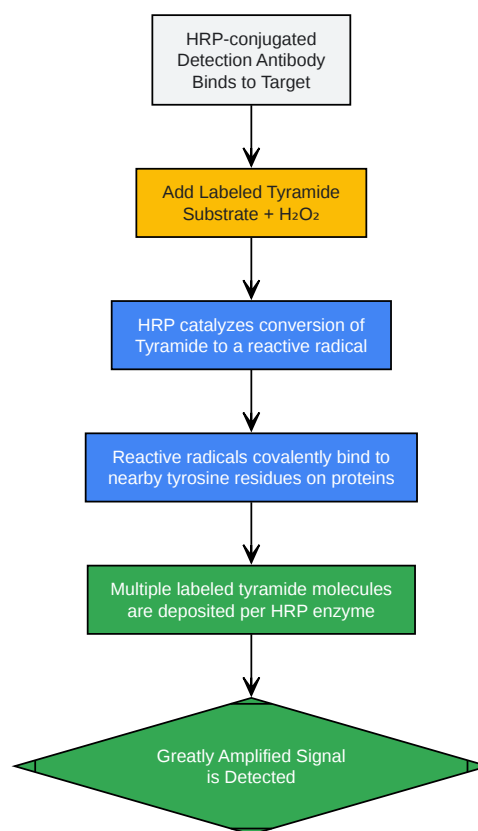 HRP-conjugated
Detection Antibody
Binds to Target
Add Labeled Tyramide
Substrate + H₂O₂
HRP catalyzes conversion of
Tyramide to a reactive radical
Reactive radicals covalently bind to
nearby tyrosine residues on proteins
Multiple labeled tyramide molecules
are deposited per HRP enzyme
Greatly Amplified Signal
is Detected